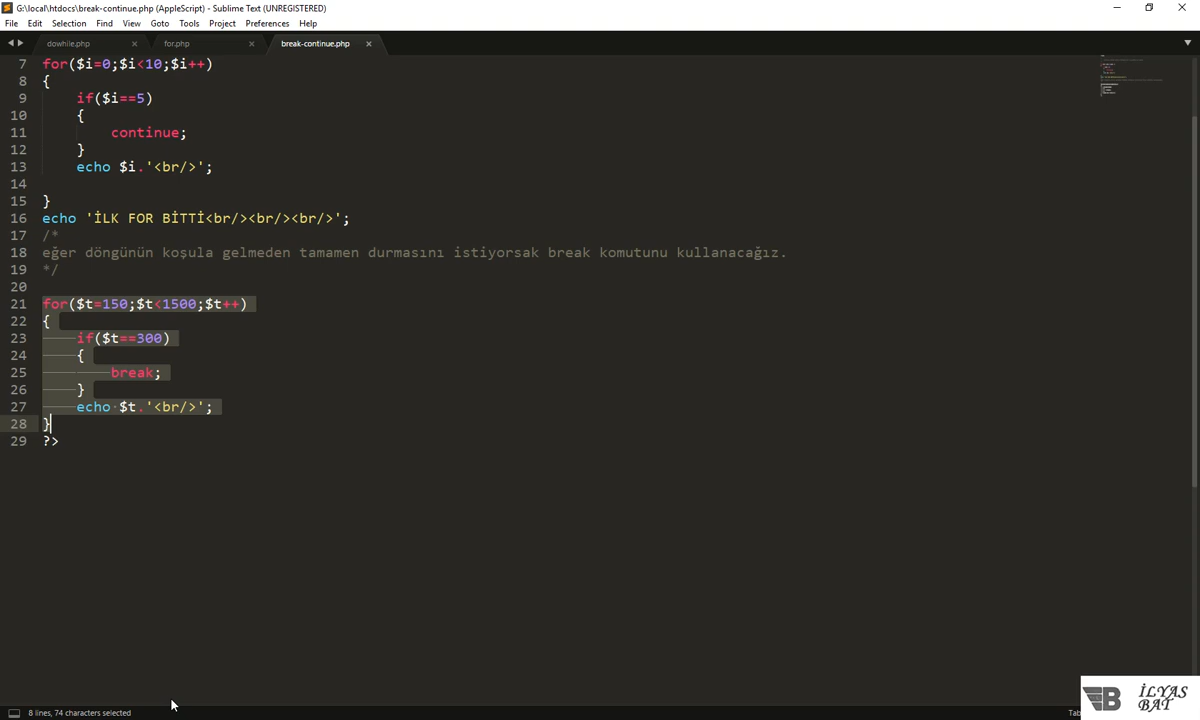 G:\local\htdocs\break-continue.php (AppleScript) - Sublime Text (UNREGISTERED)
File Edit Selection Find View Goto Tools Project Preferences Help
dowhile.php × for.php × break-continue.php ×
7 for($i=0;$i<10;$i++)
8 {
9 if($i==5)
10 {
11 continue;
12 }
13 echo $i.'<br/>';
14
15 }
16 echo 'İLK FOR BİTTİ<br/><br/><br/>';
17 /*
18 eğer döngünün koşula gelmeden tamamen durmasını istiyorsak break komutunu kullanacağız.
19 */
20
21 for($t=150;$t<1500;$t++)
22 {
23 if($t==300)
24 {
25 break;
26 }
27 echo $t.'<br/>';
28 }
29 ?>
8 lines, 74 characters selected
İLYAS
BAT